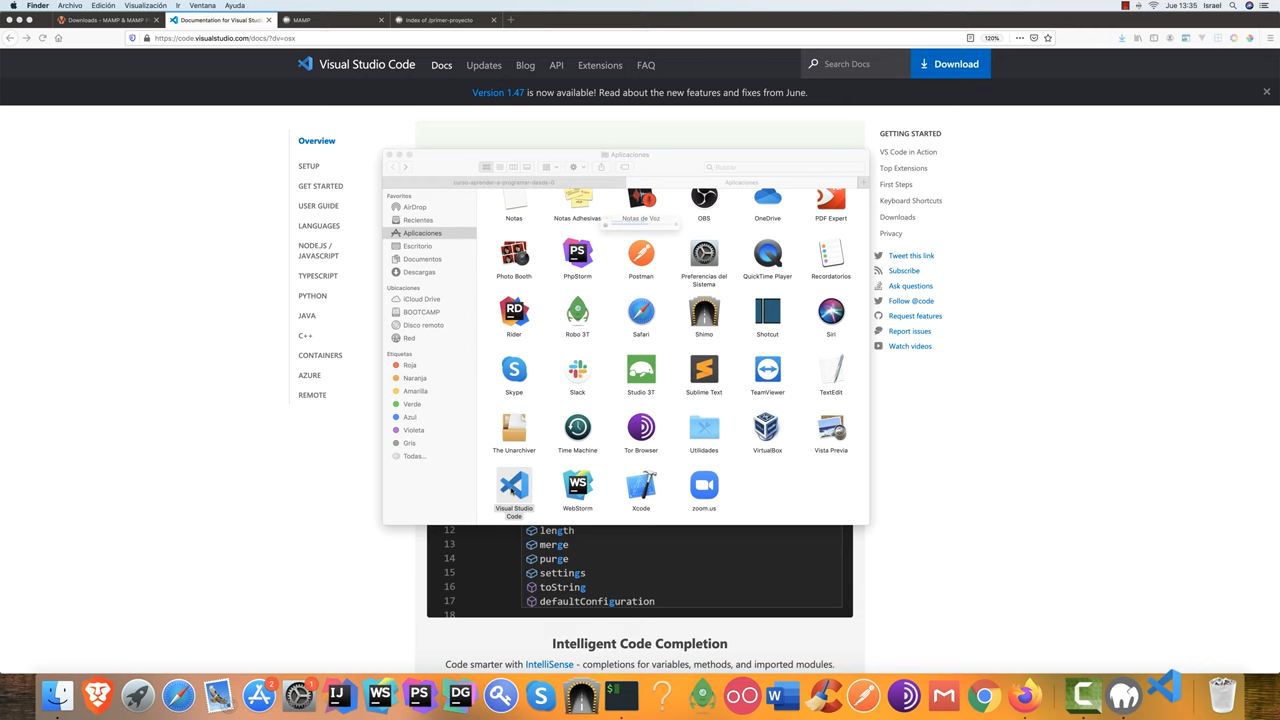 Finder Archivo Edición Visualización Ir Ventana Ayuda Jue 13:35 Israel
Downloads - MAMP & MAMP Documentation for Visual Studi MAMP Index of /primer-proyecto
https://code.visualstudio.com/docs/?dv=osx 120%
Visual Studio Code Docs Updates Blog API Extensions FAQ Search Docs Download
Version 1.47 is now available! Read about the new features and fixes from June.
Overview
SETUP
GET STARTED
USER GUIDE
LANGUAGES
NODE.JS /
JAVASCRIPT
TYPESCRIPT
PYTHON
JAVA
C++
CONTAINERS
AZURE
REMOTE
Aplicaciones
Buscar
curso-aprender-a-programar-desde-0 Aplicaciones
Favoritos
AirDrop
Recientes
Aplicaciones
Escritorio
Documentos
Descargas
Ubicaciones
iCloud Drive
BOOTCAMP
Disco remoto
Red
Etiquetas
Roja
Naranja
Amarilla
Verde
Azul
Violeta
Gris
Todas...
Notas Notas Adhesivas Notas de Voz OBS OneDrive PDF Expert
Photo Booth PhpStorm Postman Preferencias del Sistema QuickTime Player Recordatorios
Rider Robo 3T Safari Shimo Shotcut Siri
Skype Slack Studio 3T Sublime Text TeamViewer TextEdit
The Unarchiver Time Machine Tor Browser Utilidades VirtualBox Vista Previa
Visual Studio Code WebStorm Xcode zoom.us
GETTING STARTED
VS Code in Action
Top Extensions
First Steps
Keyboard Shortcuts
Downloads
Privacy
Tweet this link
Subscribe
Ask questions
Follow @code
Request features
Report issues
Watch videos
12 length
13 merge
14 purge
15 settings
16 toString
17 defaultConfiguration
18
Intelligent Code Completion
Code smarter with IntelliSense - completions for variables, methods, and imported modules.